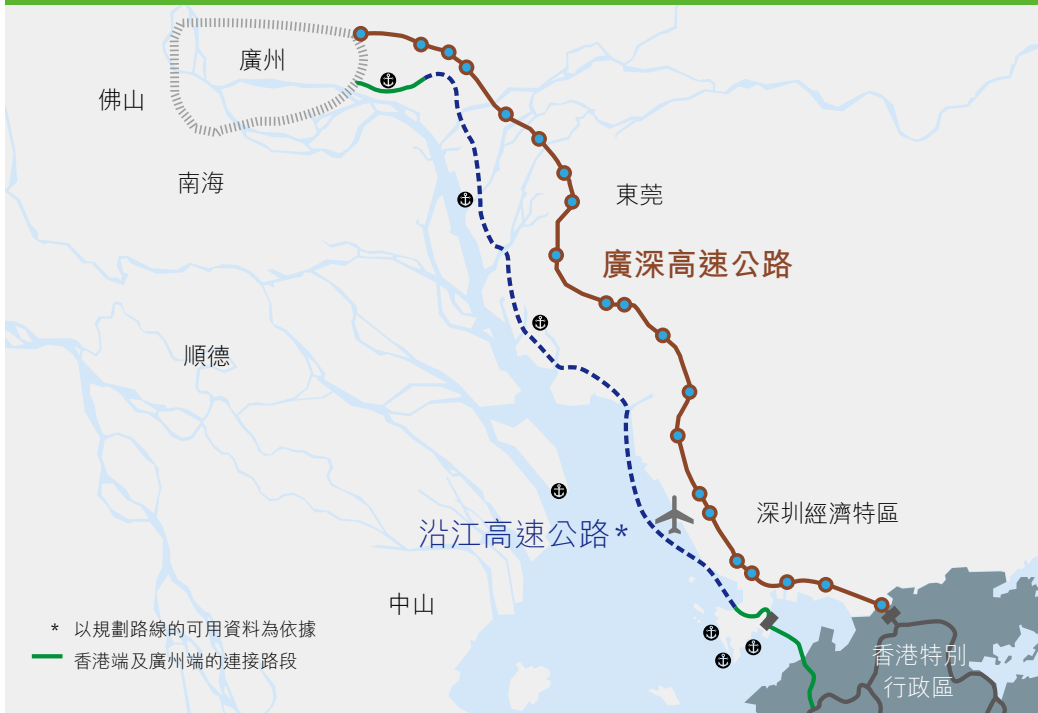 廣州
佛山
南海
東莞
廣深高速公路
順德
深圳經濟特區
沿江高速公路*
中山
* 以規劃路線的可用資料為依據
香港端及廣州端的連接路段
香港特別
行政區